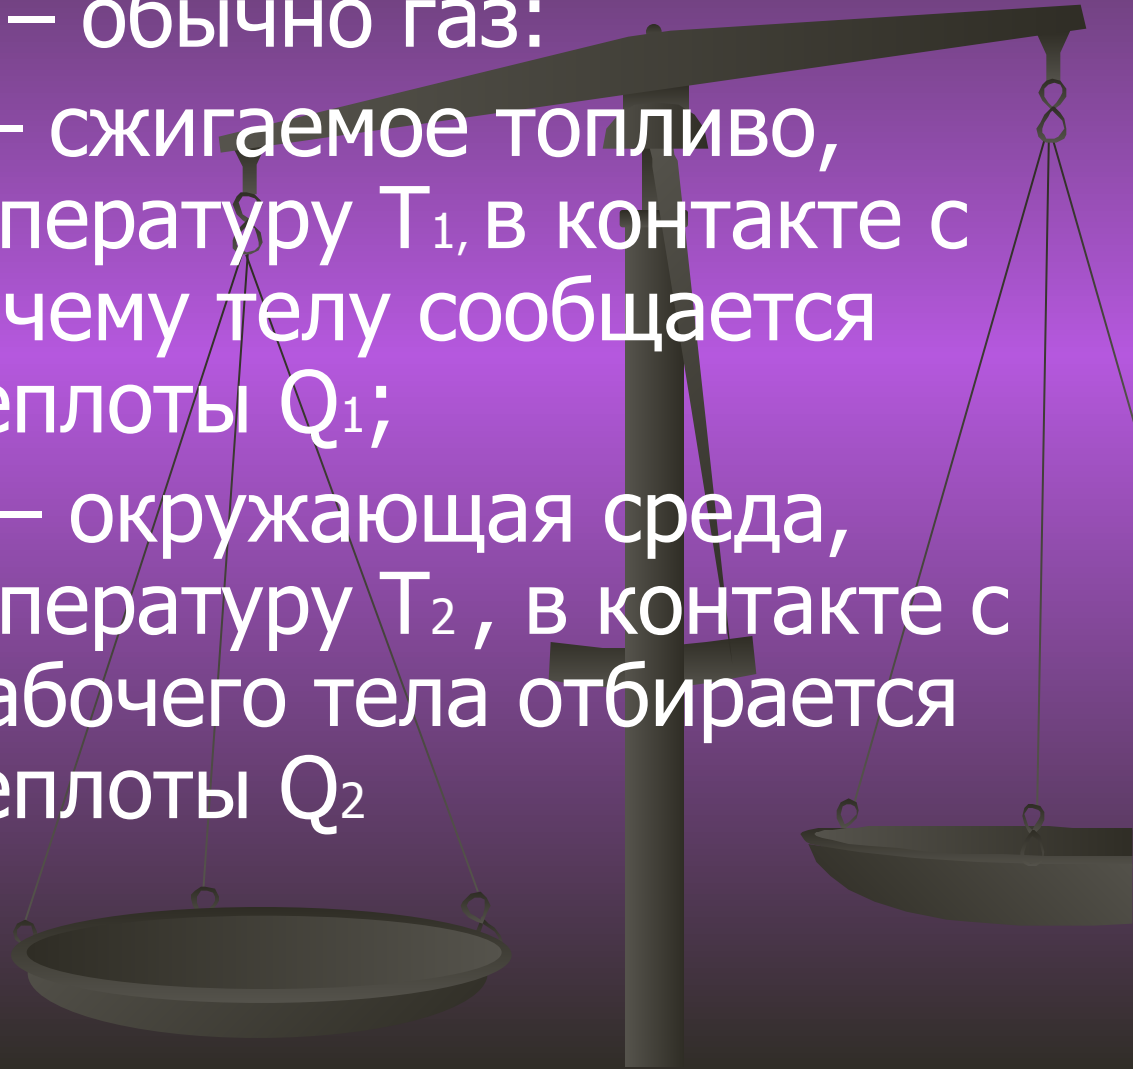 – обычно газ:
– сжигаемое топливо,
пературу T1, в контакте с
чему телу сообщается
еплоты Q1;
– окружающая среда,
пературу T2 , в контакте с
абочего тела отбирается
еплоты Q2